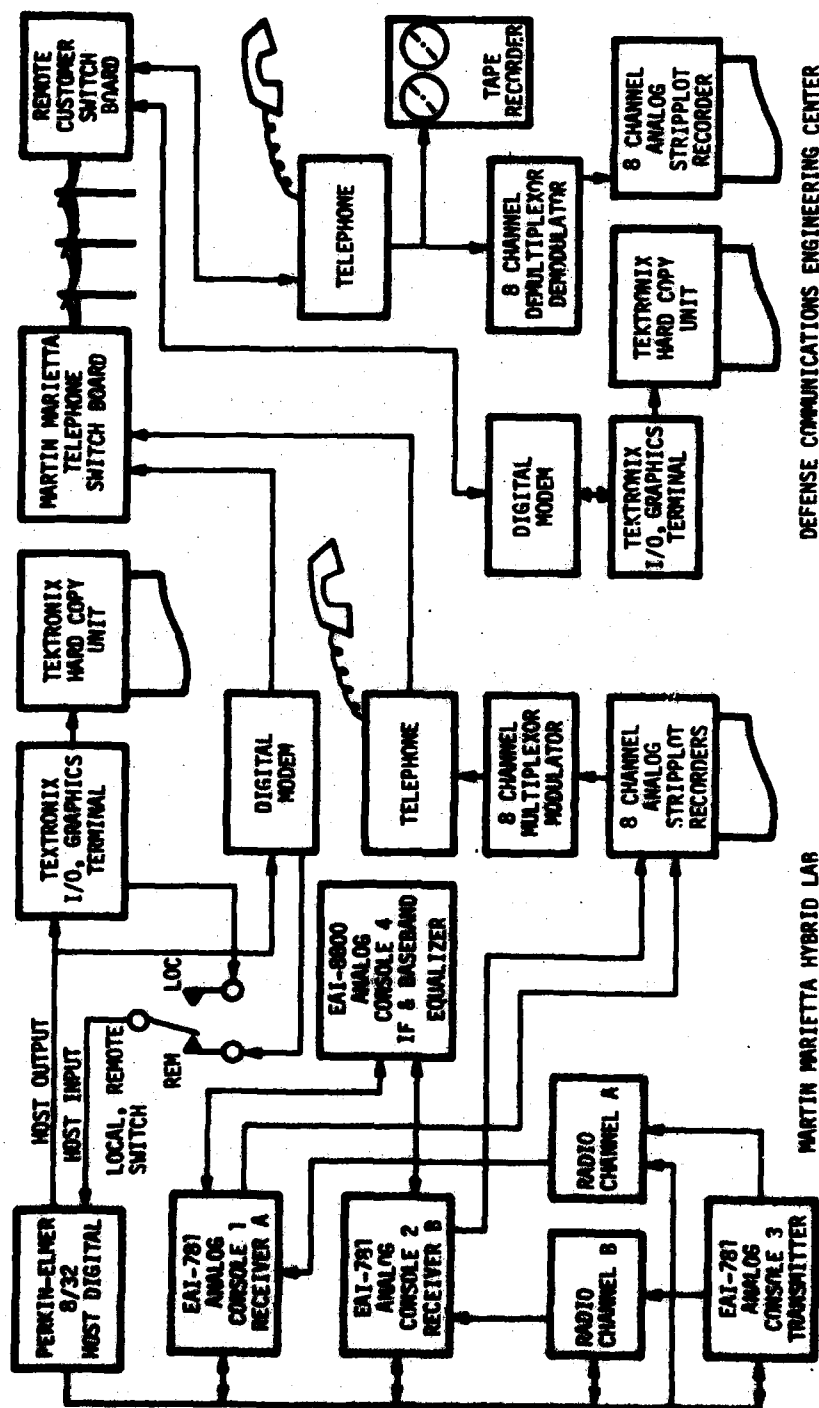 PERKIN-ELMER
8/32
HOST DIGITAL
HOST OUTPUT
HOST INPUT
LOCAL, REMOTE
SWITCH
REM
LOC
TEXTRONIX
I/O, GRAPHICS
TERMINAL
TEKTRONIX
HARD COPY
UNIT
MARTIN MARIETTA
TELEPHONE
SWITCH BOARD
REMOTE
CUSTOMER
SWITCH
BOARD
EAI-781
ANALOG
CONSOLE 1
RECEIVER A
DIGITAL
MODEM
EAI-8800
ANALOG
CONSOLE 4
IF & BASEBAND
EQUALIZER
TELEPHONE
TELEPHONE
TAPE
RECORDER
EAI-781
ANALOG
CONSOLE 2
RECEIVER B
8 CHANNEL
MULTIPLEXOR
MODULATOR
DIGITAL
MODEM
8 CHANNEL
DEMULTIPLEXOR
DEMODULATOR
RADIO
CHANNEL B
RADIO
CHANNEL A
8 CHANNEL
ANALOG
STRIPPLOT
RECORDERS
TEKTRONIX
I/O, GRAPHICS
TERMINAL
TEKTRONIX
HARD COPY
UNIT
8 CHANNEL
ANALOG
STRIPPLOT
RECORDER
EAI-781
ANALOG
CONSOLE 3
TRANSMITTER
MARTIN MARIETTA HYBRID LAB
DEFENSE COMMUNICATIONS ENGINEERING CENTER